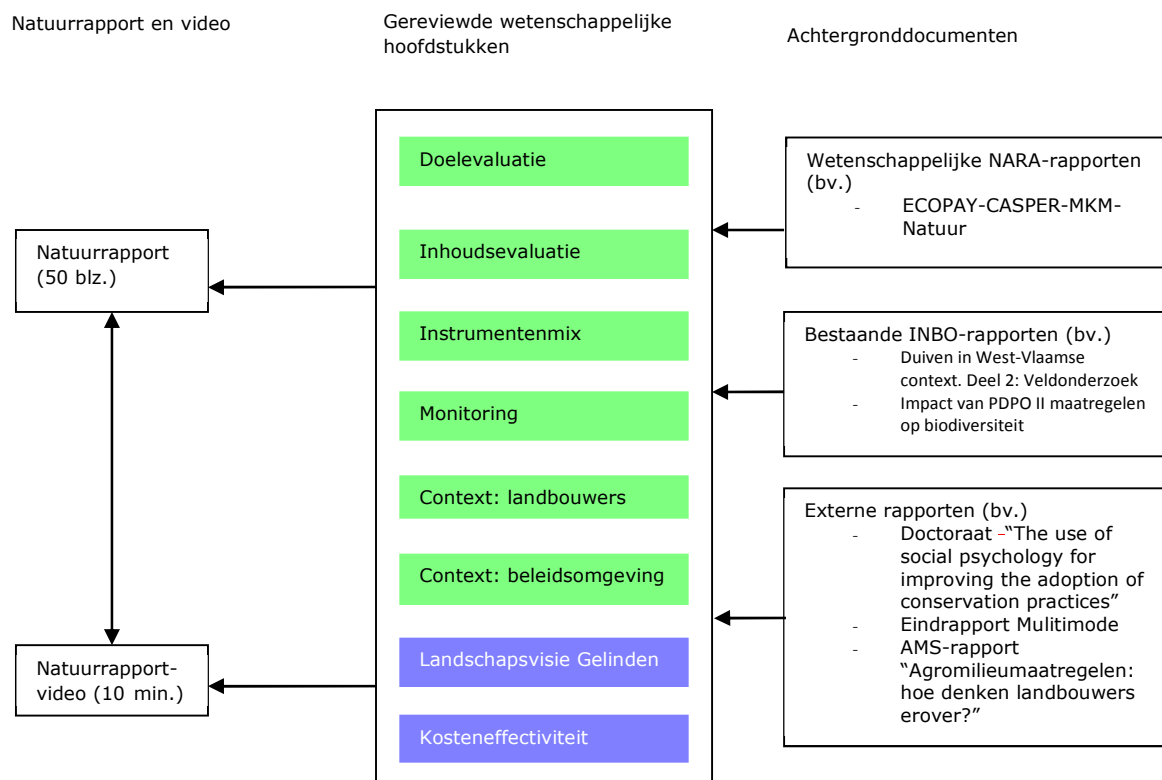 Natuurrapport en video
Gereviewde wetenschappelijke
hoofdstukken
Achtergronddocumenten
Natuurrapport
(50 blz.)
Natuurrapport-
video (10 min.)
Doelevaluatie
Inhoudsevaluatie
Instrumentenmix
Monitoring
Context: landbouwers
Context: beleidsomgeving
Landschapsvisie Gelinden
Kosteneffectiviteit
Wetenschappelijke NARA-rapporten
(bv.)
- ECOPAY-CASPER-MKM-
Natuur
Bestaande INBO-rapporten (bv.)
- Duiven in West-Vlaamse
context. Deel 2: Veldonderzoek
- Impact van PDPO II maatregelen
op biodiversiteit
Externe rapporten (bv.)
- Doctoraat –“The use of
social psychology for
improving the adoption of
conservation practices”
- Eindrapport Mulitimode
- AMS-rapport
“Agromilieumaatregelen:
hoe denken landbouwers
erover?”